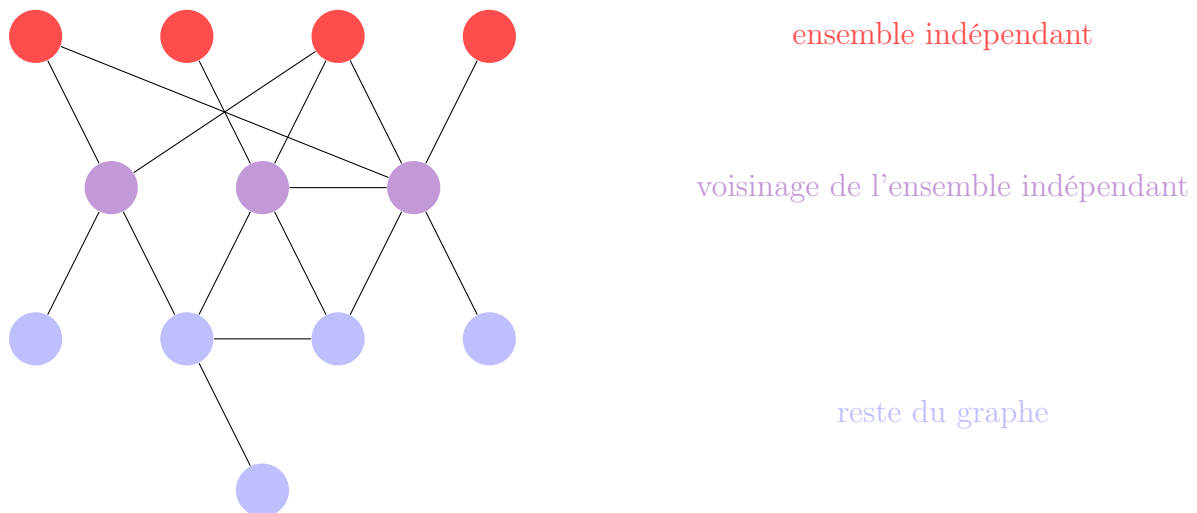 ensemble indépendant
voisinage de l'ensemble indépendant
reste du graphe